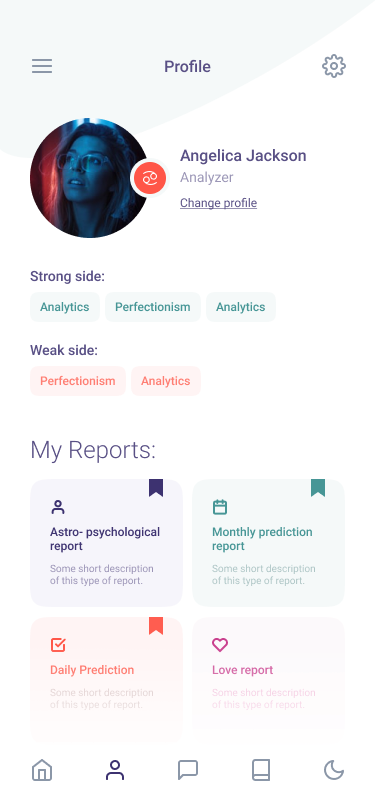 Profile
Angelica Jackson
Analyzer
Change profile
Strong side:
Analytics Perfectionism Analytics
Weak side:
Perfectionism Analytics
My Reports:
Astro- psychological
report
Some short description
of this type of report.
Monthly prediction
report
Some short description
of this type of report.
Daily Prediction
Some short description
of this type of report.
Love report
Some short description
of this type of report.